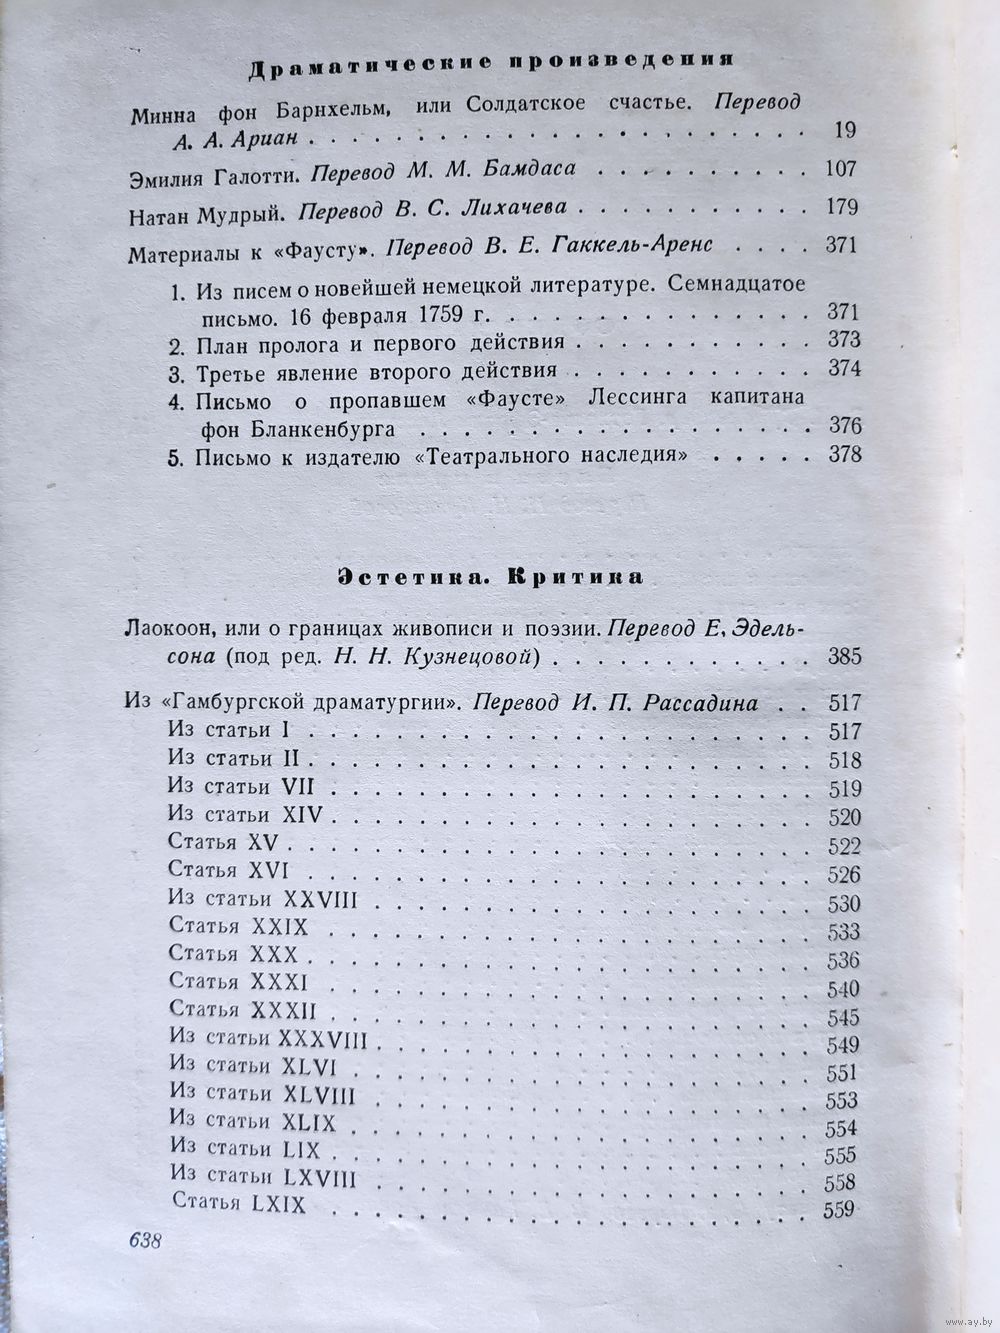 Драматические произведения
Минна фон Барнхельм, или Солдатское счастье. Перевод
А. А. Ариан . . . . . . . . . . . . . . . . . . . . . . . 19
Эмилия Галотти. Перевод М. М. Бамдаса . . . . . . . . . . 107
Натан Мудрый. Перевод В. С. Лихачева . . . . . . . . . . . 179
Материалы к «Фаусту». Перевод В. Е. Гаккель-Аренс . . . . 371
1. Из писем о новейшей немецкой литературе. Семнадцатое
письмо. 16 февраля 1759 г. . . . . . . . . . . . . . . . 371
2. План пролога и первого действия . . . . . . . . . . . 373
3. Третье явление второго действия . . . . . . . . . . . 374
4. Письмо о пропавшем «Фаусте» Лессинга капитана
фон Бланкенбурга . . . . . . . . . . . . . . . . . . 376
5. Письмо к издателю «Театрального наследия» . . . . . 378
Эстетика. Критика
Лаокоон, или о границах живописи и поэзии. Перевод Е. Эдель-
сона (под ред. Н. Н. Кузнецовой) . . . . . . . . . . . . 385
Из «Гамбургской драматургии». Перевод И. П. Рассадина . . 517
Из статьи I . . . . . . . . . . . . . . . . . . . . . . . 517
Из статьи II . . . . . . . . . . . . . . . . . . . . . . . 518
Из статьи VII . . . . . . . . . . . . . . . . . . . . . . 519
Из статьи XIV . . . . . . . . . . . . . . . . . . . . . . 520
Статья XV . . . . . . . . . . . . . . . . . . . . . . . . 522
Статья XVI . . . . . . . . . . . . . . . . . . . . . . . 526
Из статьи XXVIII . . . . . . . . . . . . . . . . . . . . 530
Статья XXIX . . . . . . . . . . . . . . . . . . . . . . 533
Статья XXX . . . . . . . . . . . . . . . . . . . . . . . 536
Статья XXXI . . . . . . . . . . . . . . . . . . . . . . 540
Статья XXXII . . . . . . . . . . . . . . . . . . . . . . 545
Из статьи XXXVIII . . . . . . . . . . . . . . . . . . . . 549
Из статьи XLVI . . . . . . . . . . . . . . . . . . . . . 551
Из статьи XLVIII . . . . . . . . . . . . . . . . . . . . 553
Из статьи XLIX . . . . . . . . . . . . . . . . . . . . . 554
Из статьи LIX . . . . . . . . . . . . . . . . . . . . . . 555
Из статьи LXVIII . . . . . . . . . . . . . . . . . . . . 558
Статья LXIX . . . . . . . . . . . . . . . . . . . . . . 559
638
www.ay.by